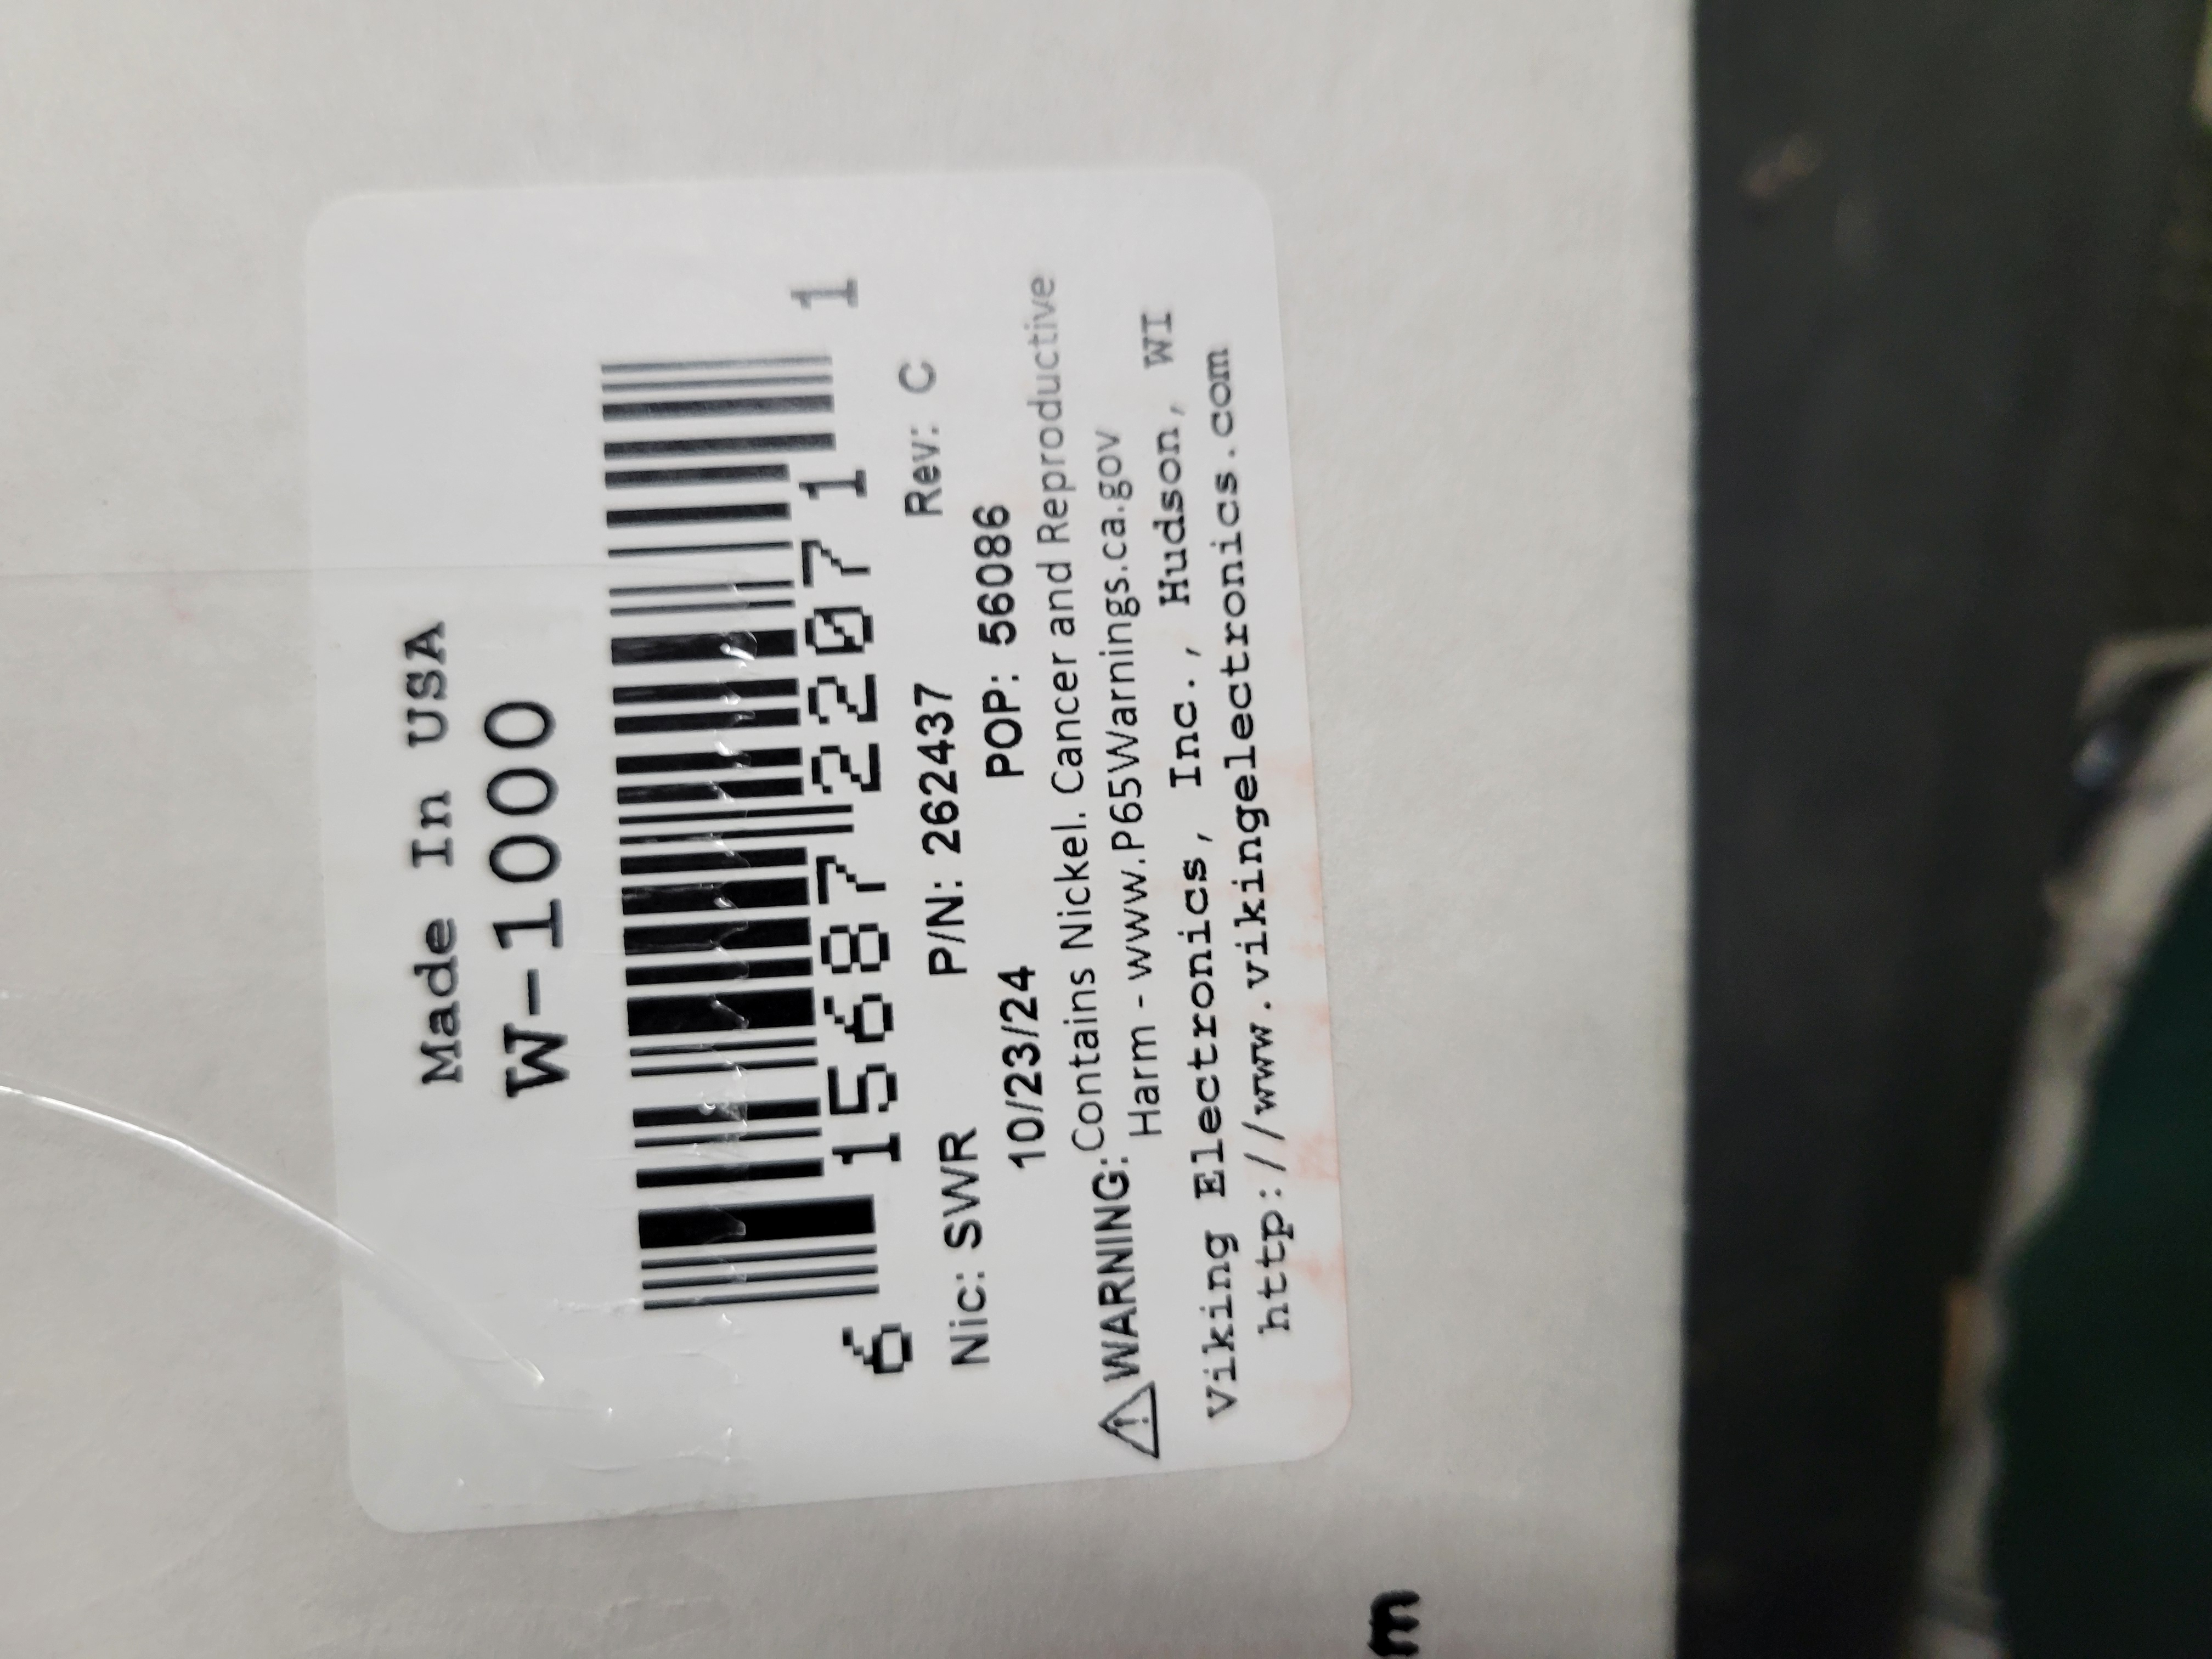 Made In USA
W-1000
6 15687 22071 1
Nic: SWR P/N: 262437 Rev: C
10/23/24 POP: 56086
WARNING: Contains Nickel. Cancer and Reproductive
Harm - www.P65Warnings.ca.gov
Viking Electronics, Inc., Hudson, WI
http://www.vikingelectronics.com
m